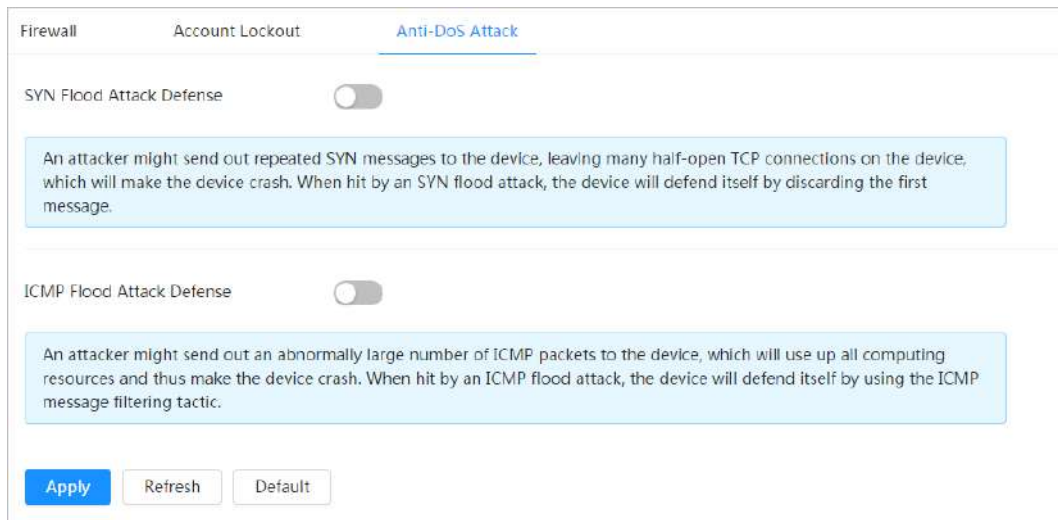 Firewall Account Lockout Anti-DoS Attack
SYN Flood Attack Defense
An attacker might send out repeated SYN messages to the device, leaving many half-open TCP connections on the device,
which will make the device crash. When hit by an SYN flood attack, the device will defend itself by discarding the first
message.
ICMP Flood Attack Defense
An attacker might send out an abnormally large number of ICMP packets to the device, which will use up all computing
resources and thus make the device crash. When hit by an ICMP flood attack, the device will defend itself by using the ICMP
message filtering tactic.
Apply Refresh Default